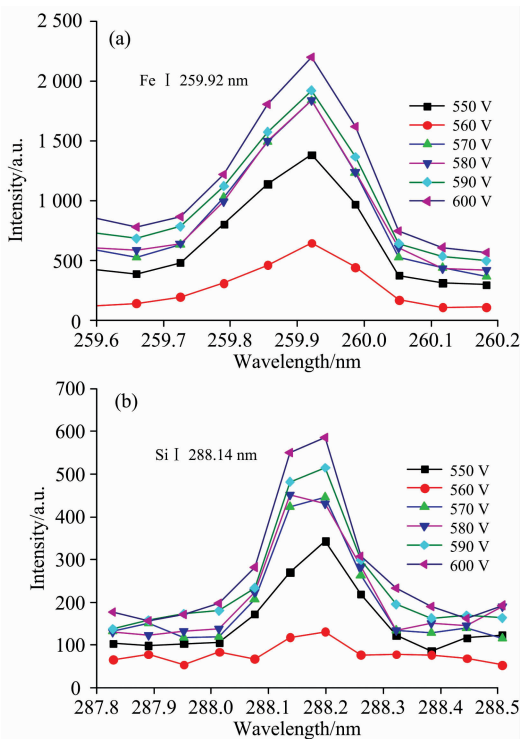 (a)
Fe Ⅰ 259.92 nm
550 V
560 V
570 V
580 V
590 V
600 V
Intensity/a.u.
2 500
2 000
1 500
1 000
500
0
259.6 259.7 259.8 259.9 260.0 260.1 260.2
Wavelength/nm
(b)
Si Ⅰ 288.14 nm
550 V
560 V
570 V
580 V
590 V
600 V
Intensity/a.u.
700
600
500
400
300
200
100
0
287.8 287.9 288.0 288.1 288.2 288.3 288.4 288.5
Wavelength/nm